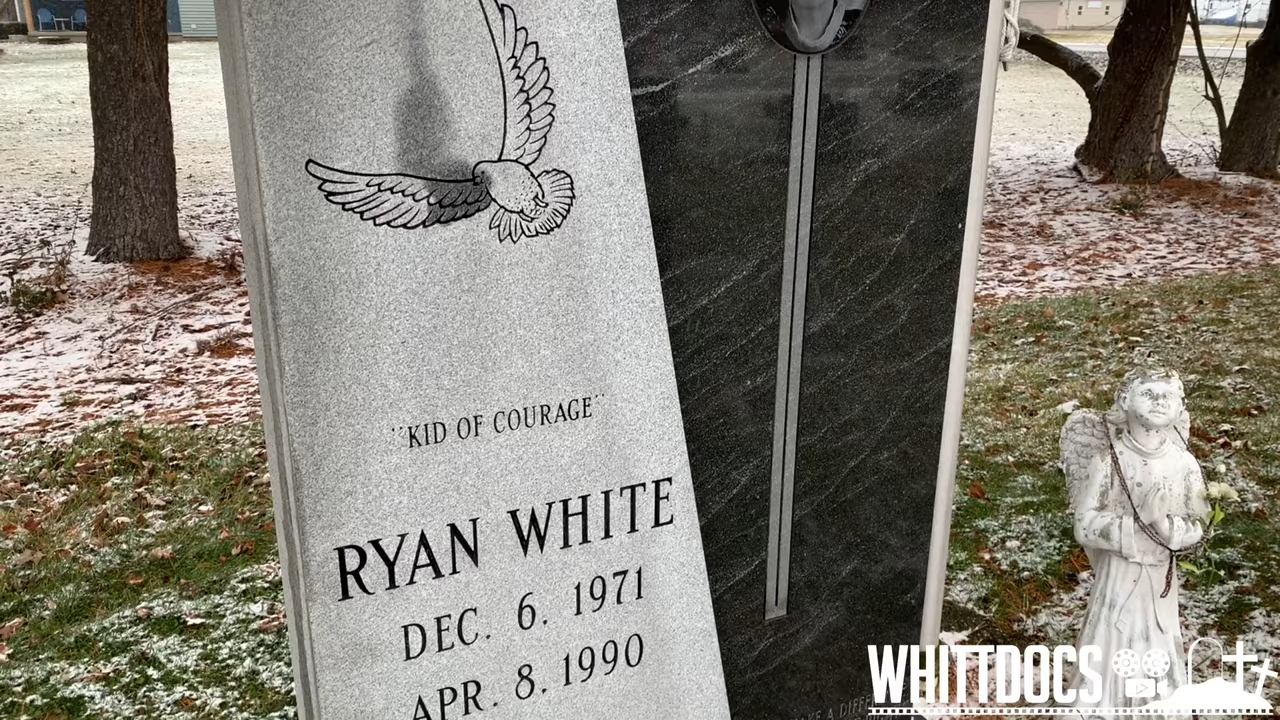 "KID OF COURAGE"
RYAN WHITE
DEC. 6. 1971
APR. 8. 1990
WHITTDOCS